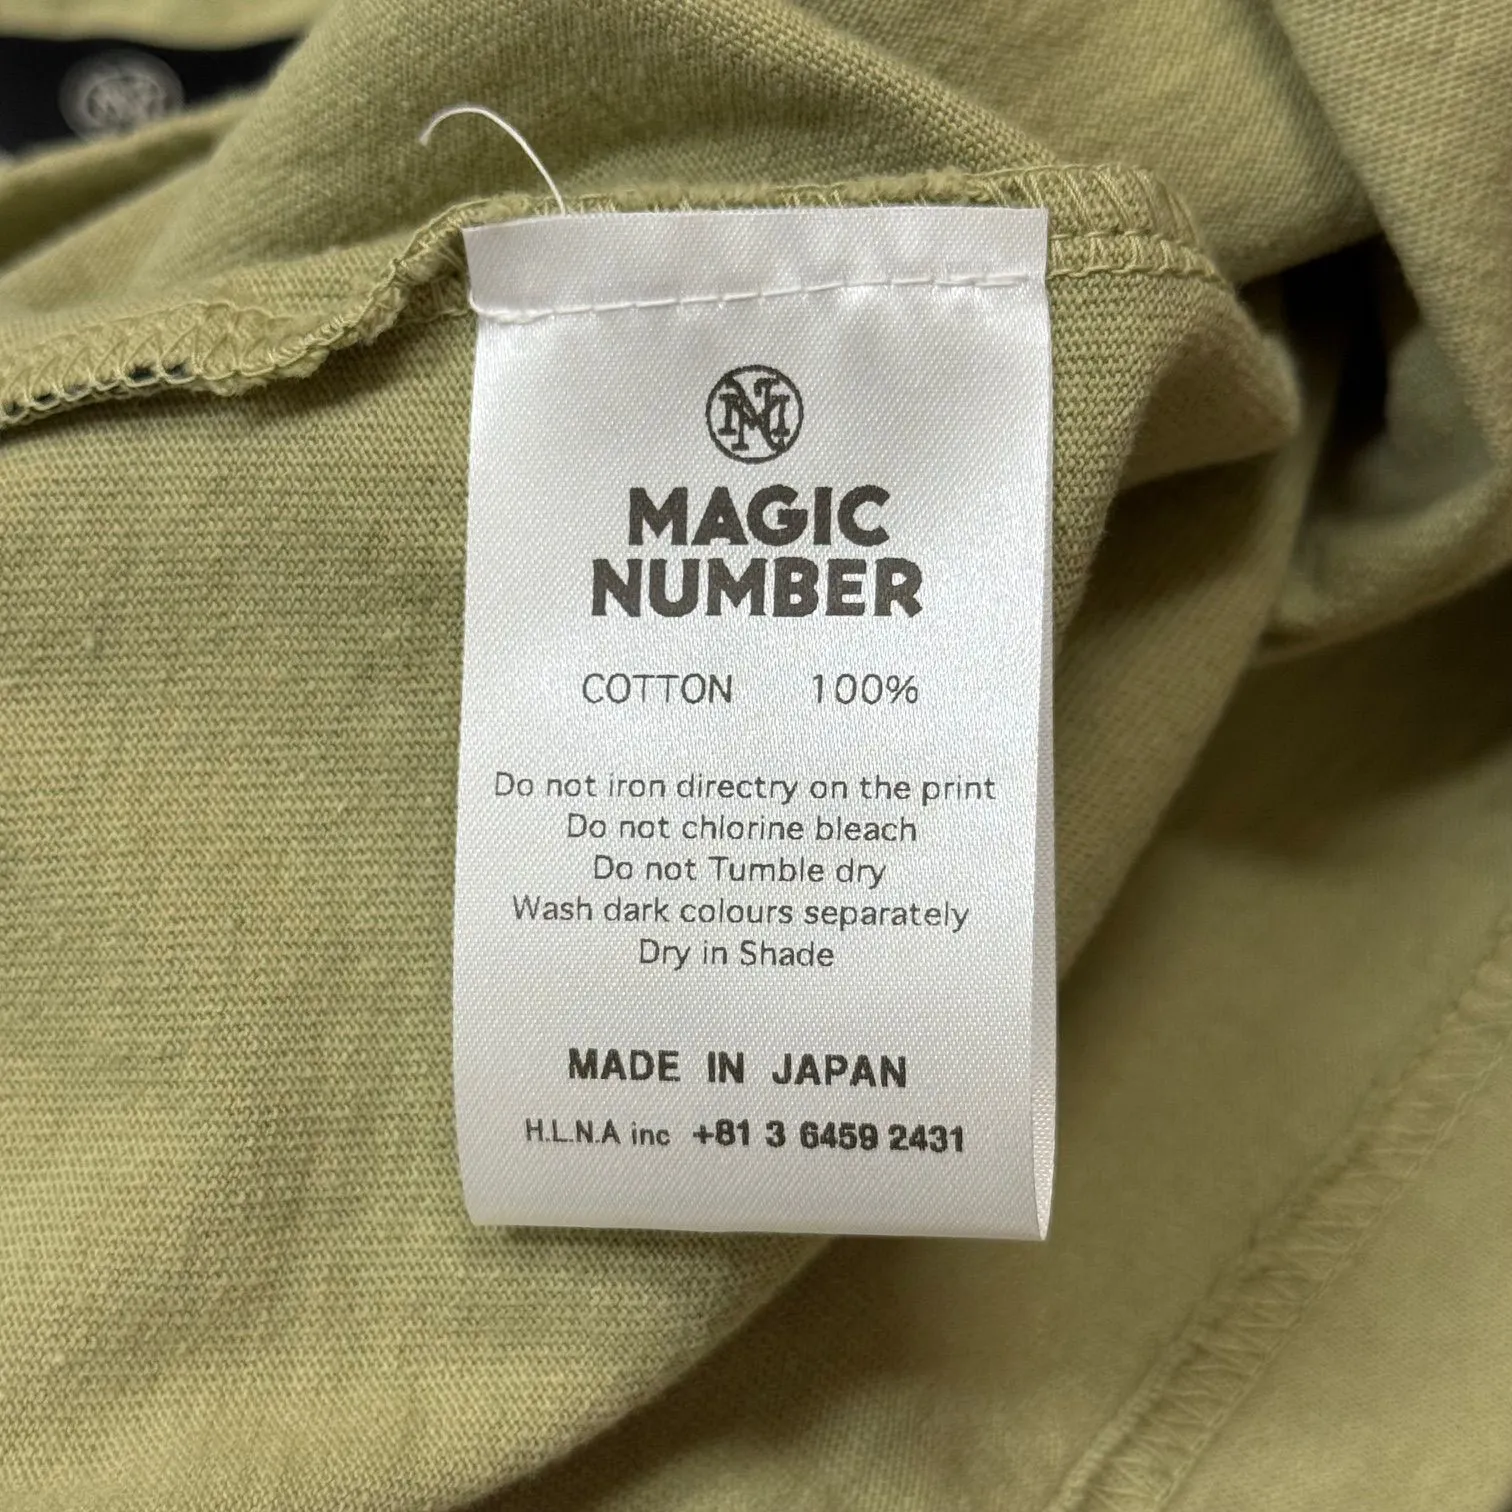 MAGIC
NUMBER
COTTON 100%
Do not iron directry on the print
Do not chlorine bleach
Do not Tumble dry
Wash dark colours separately
Dry in Shade
MADE IN JAPAN
H.L.N.A inc +81 3 6459 2431